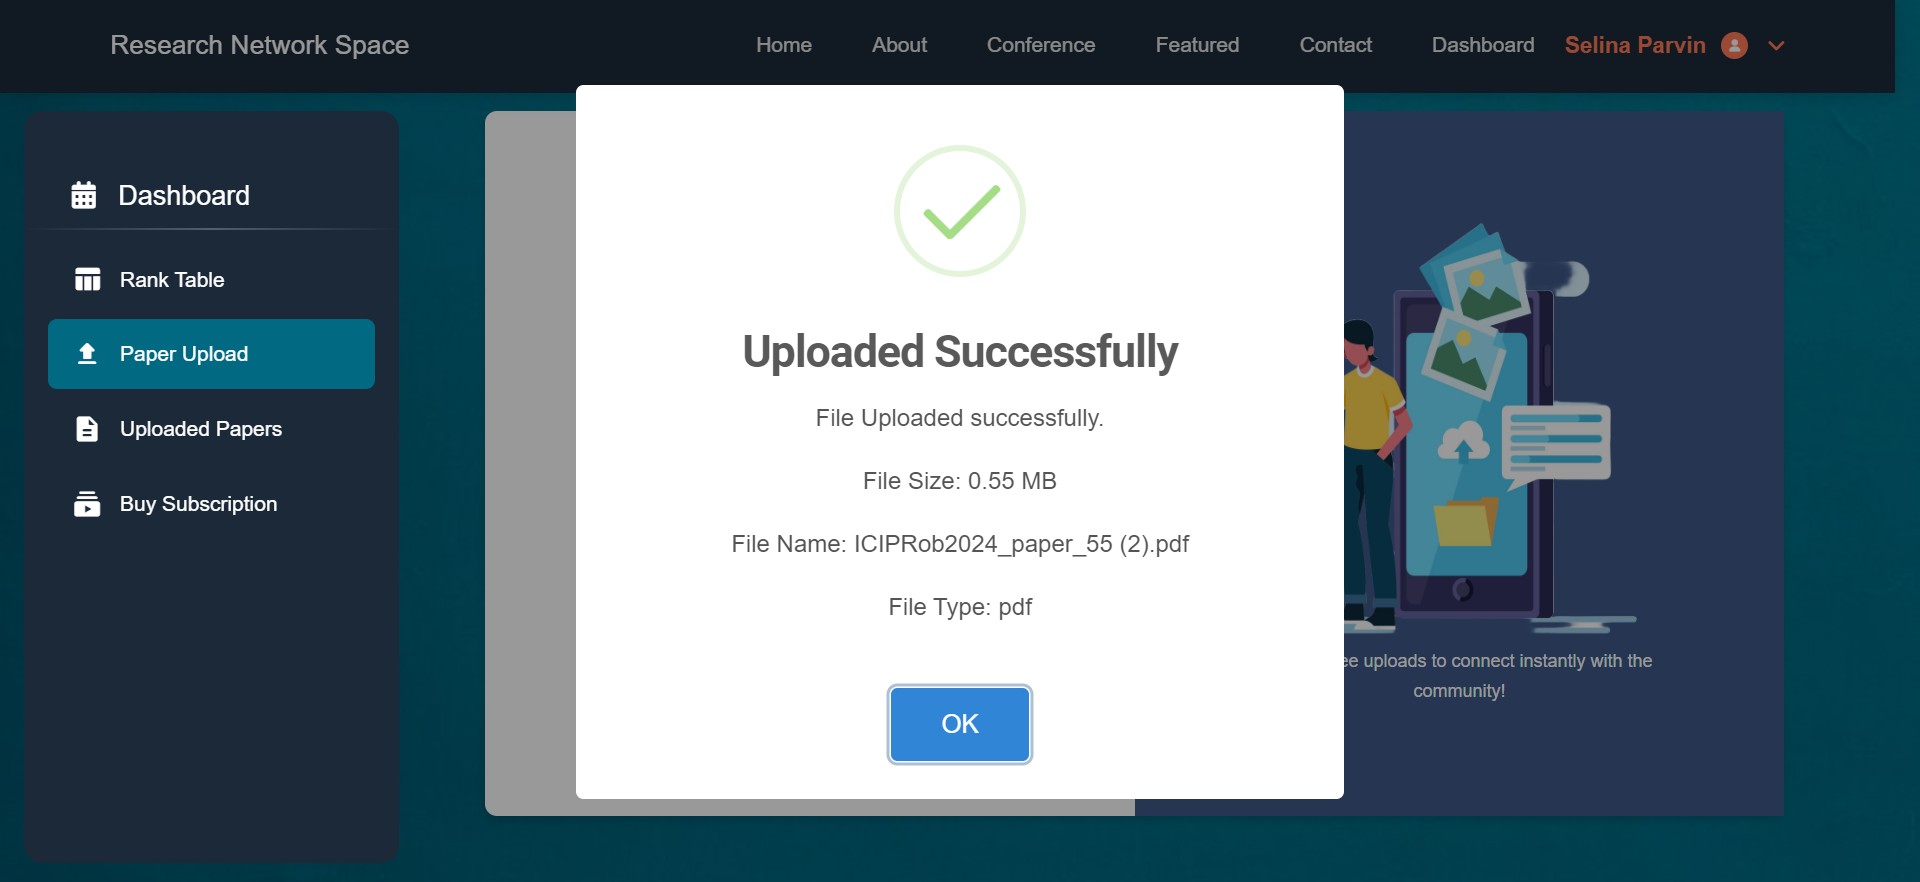 Research Network Space
Home
About
Conference
Featured
Contact
Dashboard
Selina Parvin
Dashboard
Rank Table
Paper Upload
Uploaded Papers
Buy Subscription
Uploaded Successfully
File Uploaded successfully.
File Size: 0.55 MB
File Name: ICIPRob2024_paper_55 (2).pdf
File Type: pdf
OK
uploads to connect instantly with the
community!